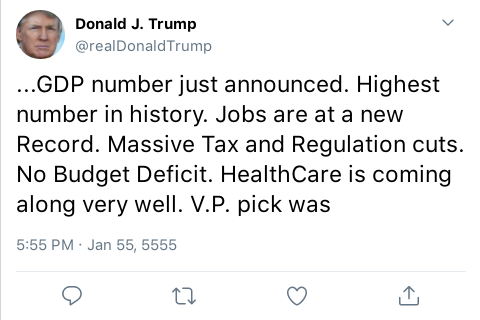 Donald J. Trump
@realDonaldTrump
...GDP number just announced. Highest
number in history. Jobs are at a new
Record. Massive Tax and Regulation cuts.
No Budget Deficit. HealthCare is coming
along very well. V.P. pick was
5:55 PM · Jan 55, 5555